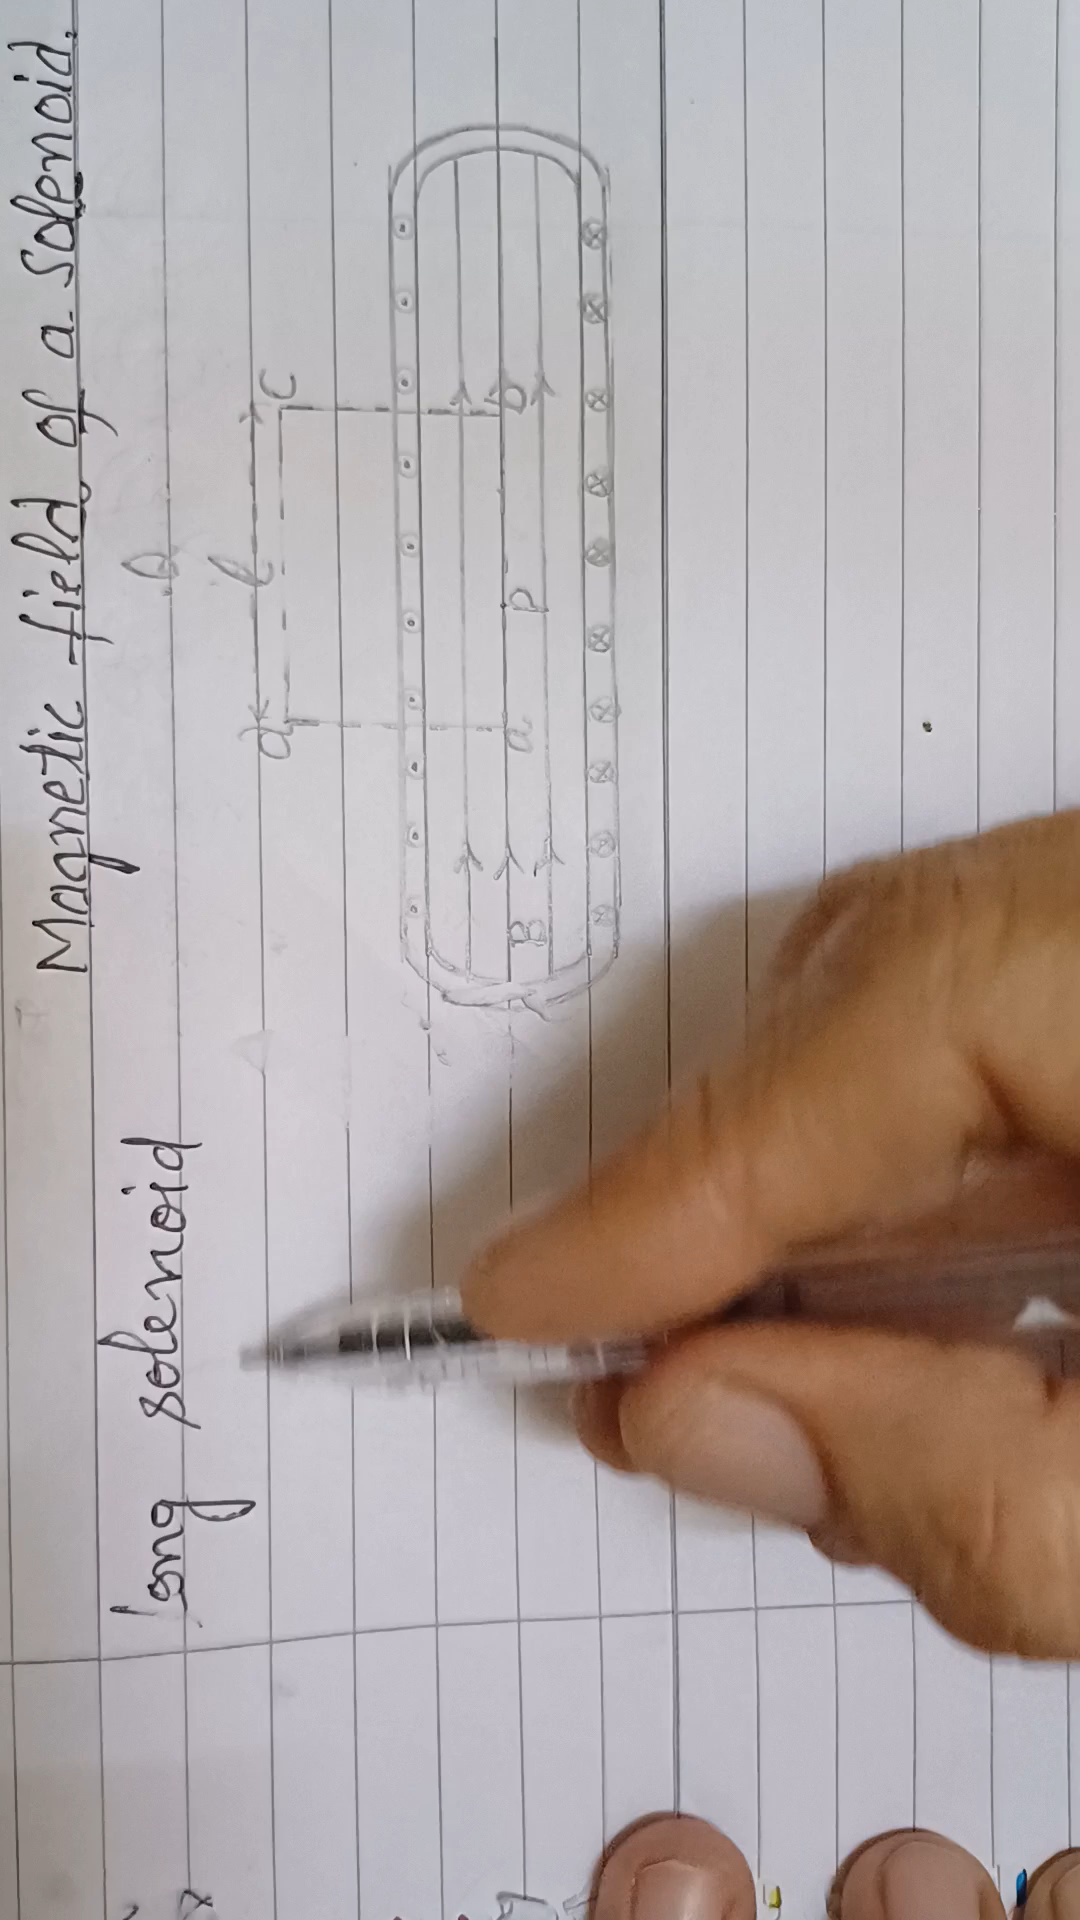 Magnetic field of a solenoid.
long solenoid
l
d c
a P b
B